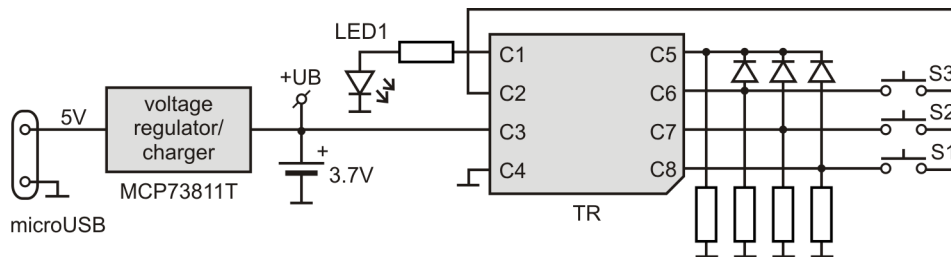 LED1
+UB
5V
voltage
regulator/
charger
MCP73811T
microUSB
+
3.7V
C1
C2
C3
C4
C5
C6
C7
C8
TR
S3
S2
S1